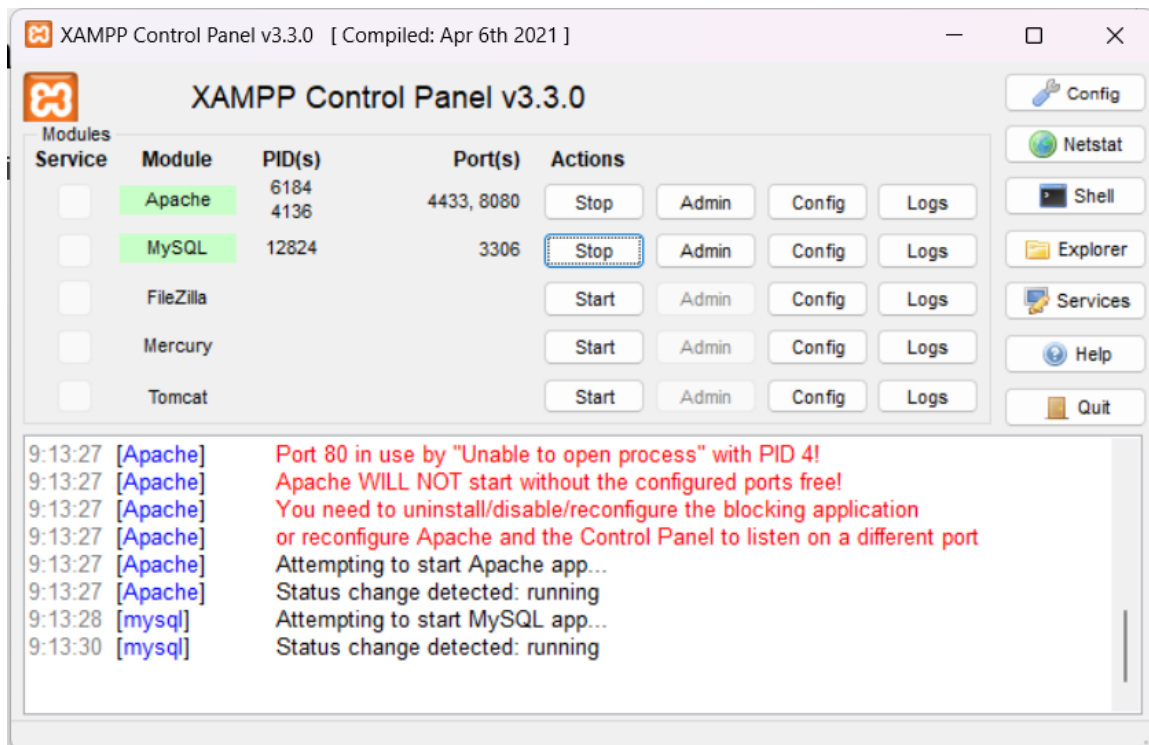 XAMPP Control Panel v3.3.0 [ Compiled: Apr 6th 2021 ]
XAMPP Control Panel v3.3.0
Config
Modules
Service Module PID(s) Port(s) Actions
Netstat
Apache 6184 4433, 8080 Stop Admin Config Logs
4136
Shell
MySQL 12824 3306 Stop Admin Config Logs
Explorer
FileZilla Start Admin Config Logs
Services
Mercury Start Admin Config Logs
Help
Tomcat Start Admin Config Logs
Quit
9:13:27 [Apache] Port 80 in use by "Unable to open process" with PID 4!
9:13:27 [Apache] Apache WILL NOT start without the configured ports free!
9:13:27 [Apache] You need to uninstall/disable/reconfigure the blocking application
9:13:27 [Apache] or reconfigure Apache and the Control Panel to listen on a different port
9:13:27 [Apache] Attempting to start Apache app...
9:13:27 [Apache] Status change detected: running
9:13:28 [mysql] Attempting to start MySQL app...
9:13:30 [mysql] Status change detected: running